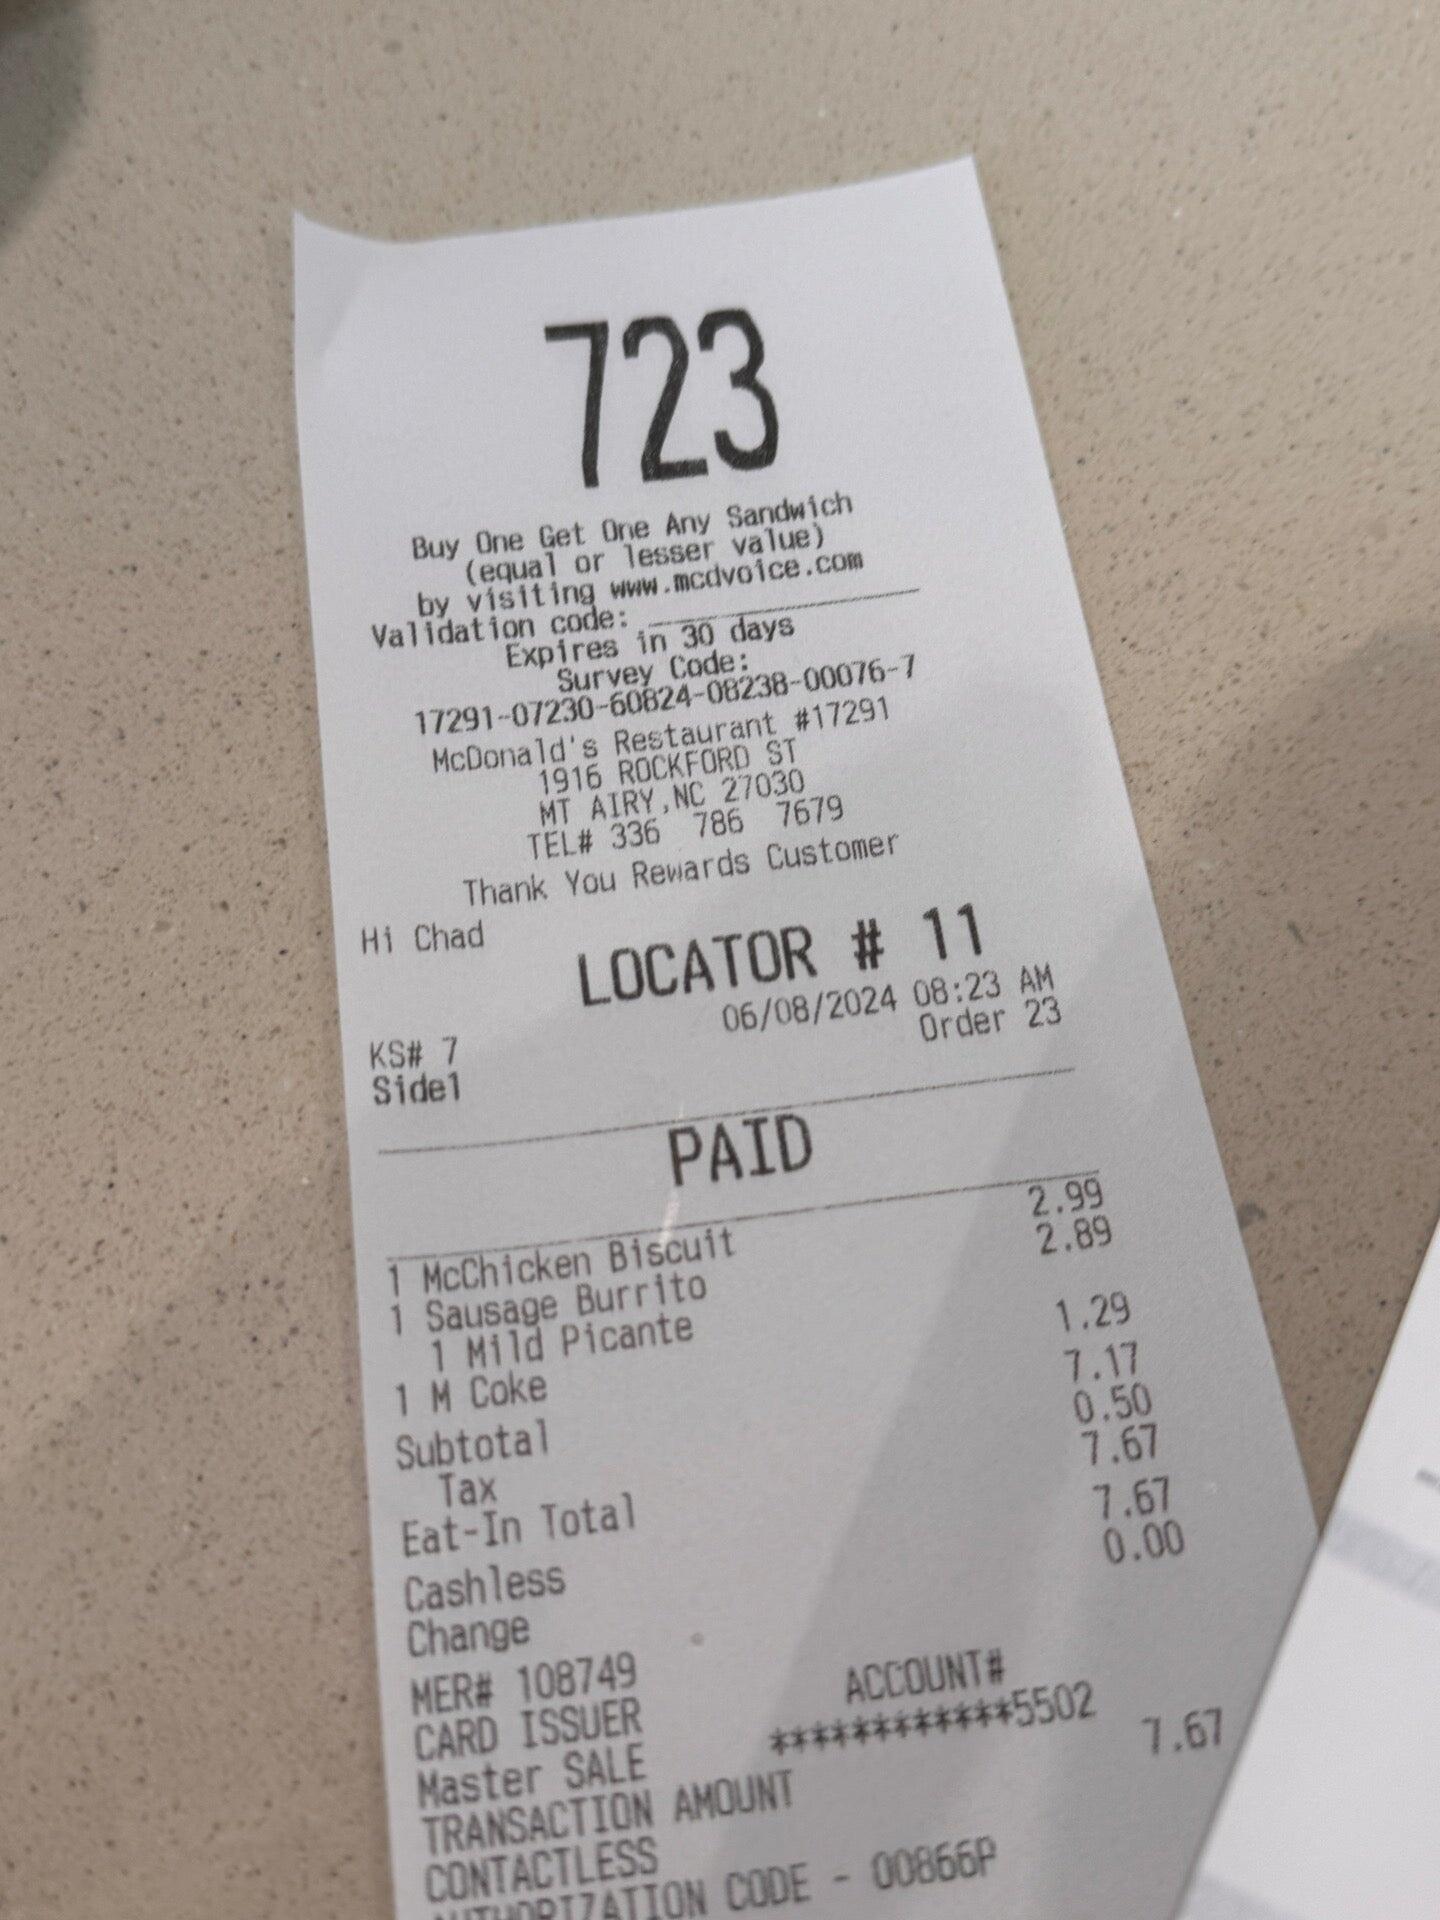 723
Buy One Get One Any Sandwich
(equal or lesser value)
by visiting www.mcdvoice.com
Validation code:
Expires in 30 days
Survey Code:
17291-07230-60824-08238-00076-7
McDonald's Restaurant #17291
1916 ROCKFORD ST
MT AIRY,NC 27030
TEL# 336 786 7679
Thank You Rewards Customer
Hi Chad
LOCATOR # 11
06/08/2024 08:23 AM
KS# 7 Order 23
Side1
PAID
1 McChicken Biscuit 2.99
1 Sausage Burrito 2.89
1 Mild Picante
1 M Coke 1.29
Subtotal 7.17
Tax 0.50
Eat-In Total 7.67
Cashless 7.67
Change 0.00
MER# 108749
CARD ISSUER ACCOUNT#
Master SALE ************5502
TRANSACTION AMOUNT 7.67
CONTACTLESS
AUTHORIZATION CODE - 00866P